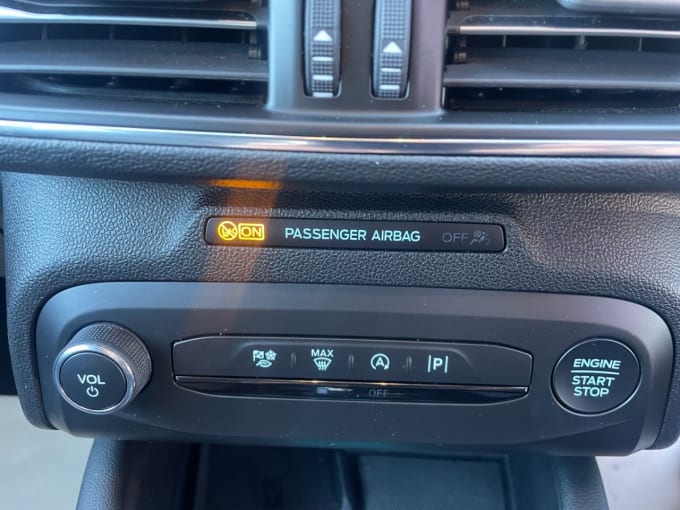 ON PASSENGER AIRBAG OFF
MAX
A |P|
VOL
ENGINE
START
STOP
OFF